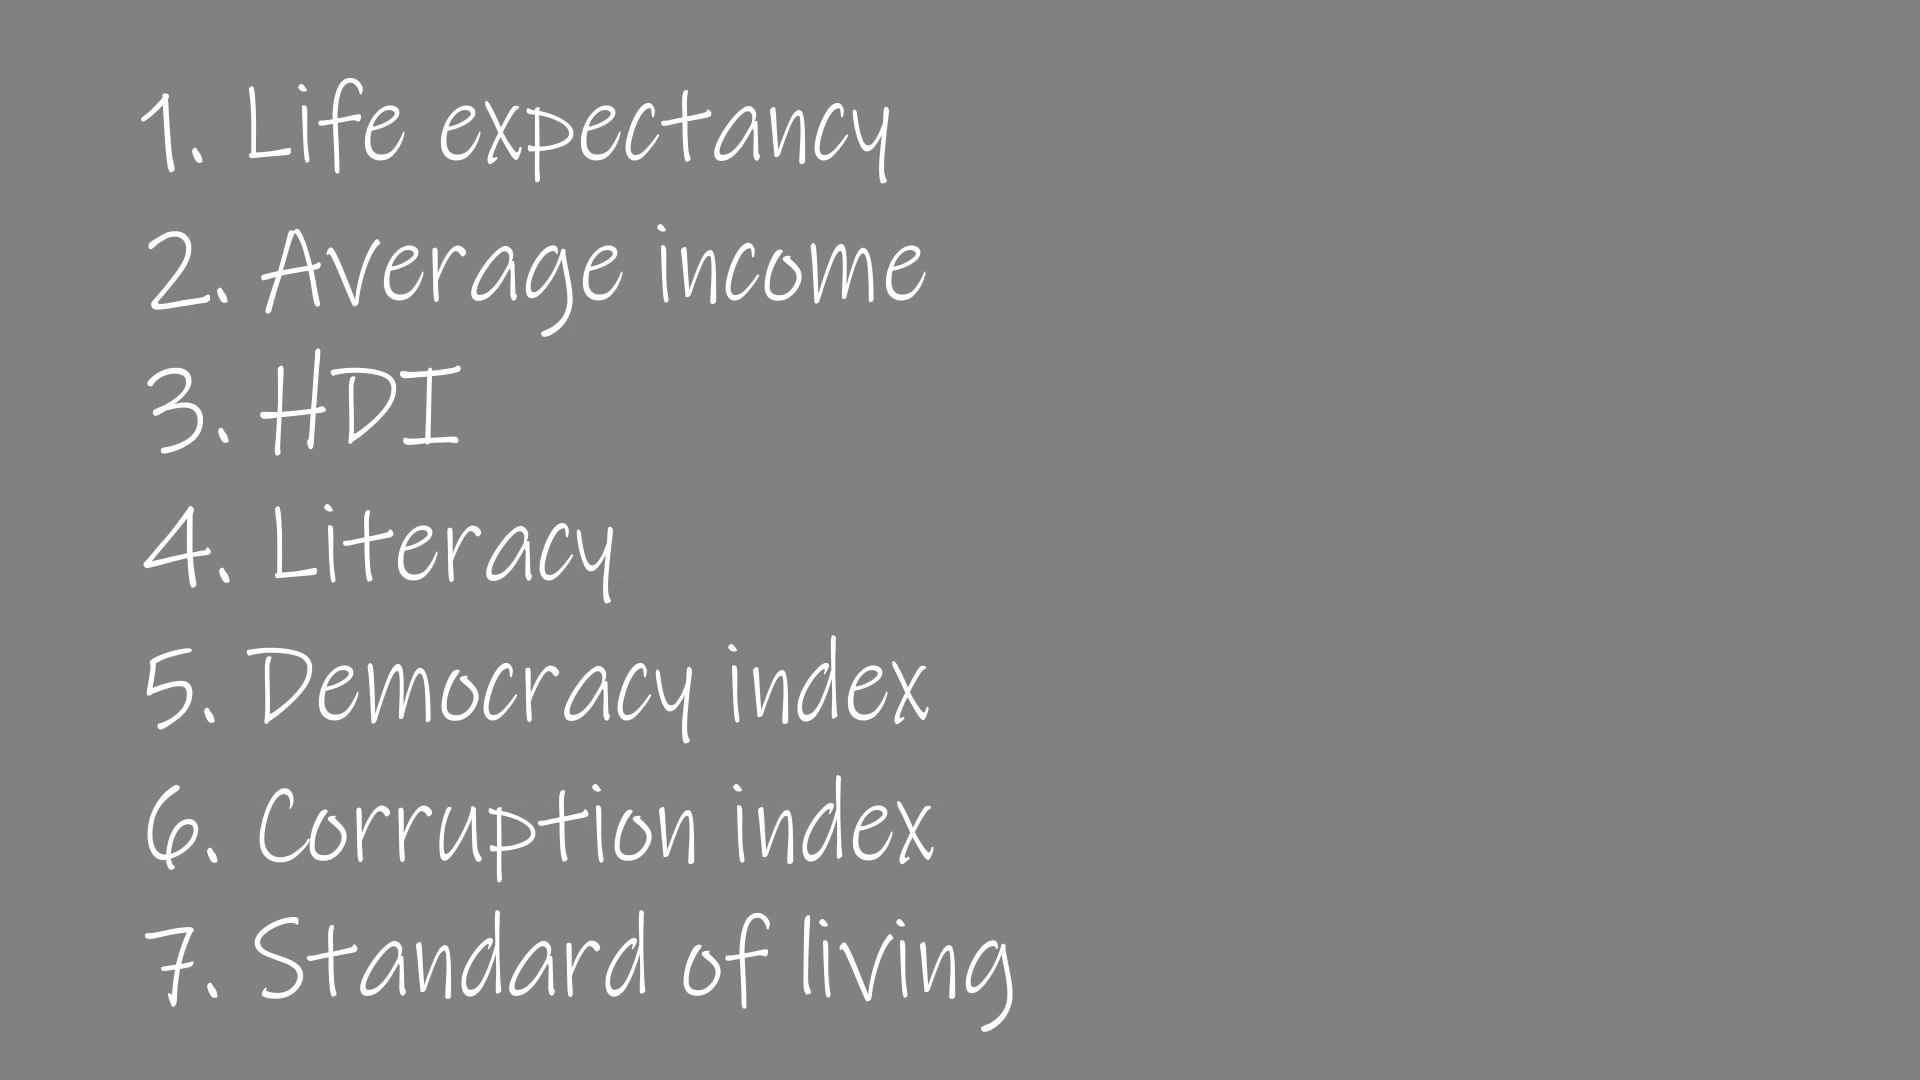 1. Life expectancy
2. Average income
3. HDI
4. Literacy
5. Democracy index
6. Corruption index
7. Standard of living